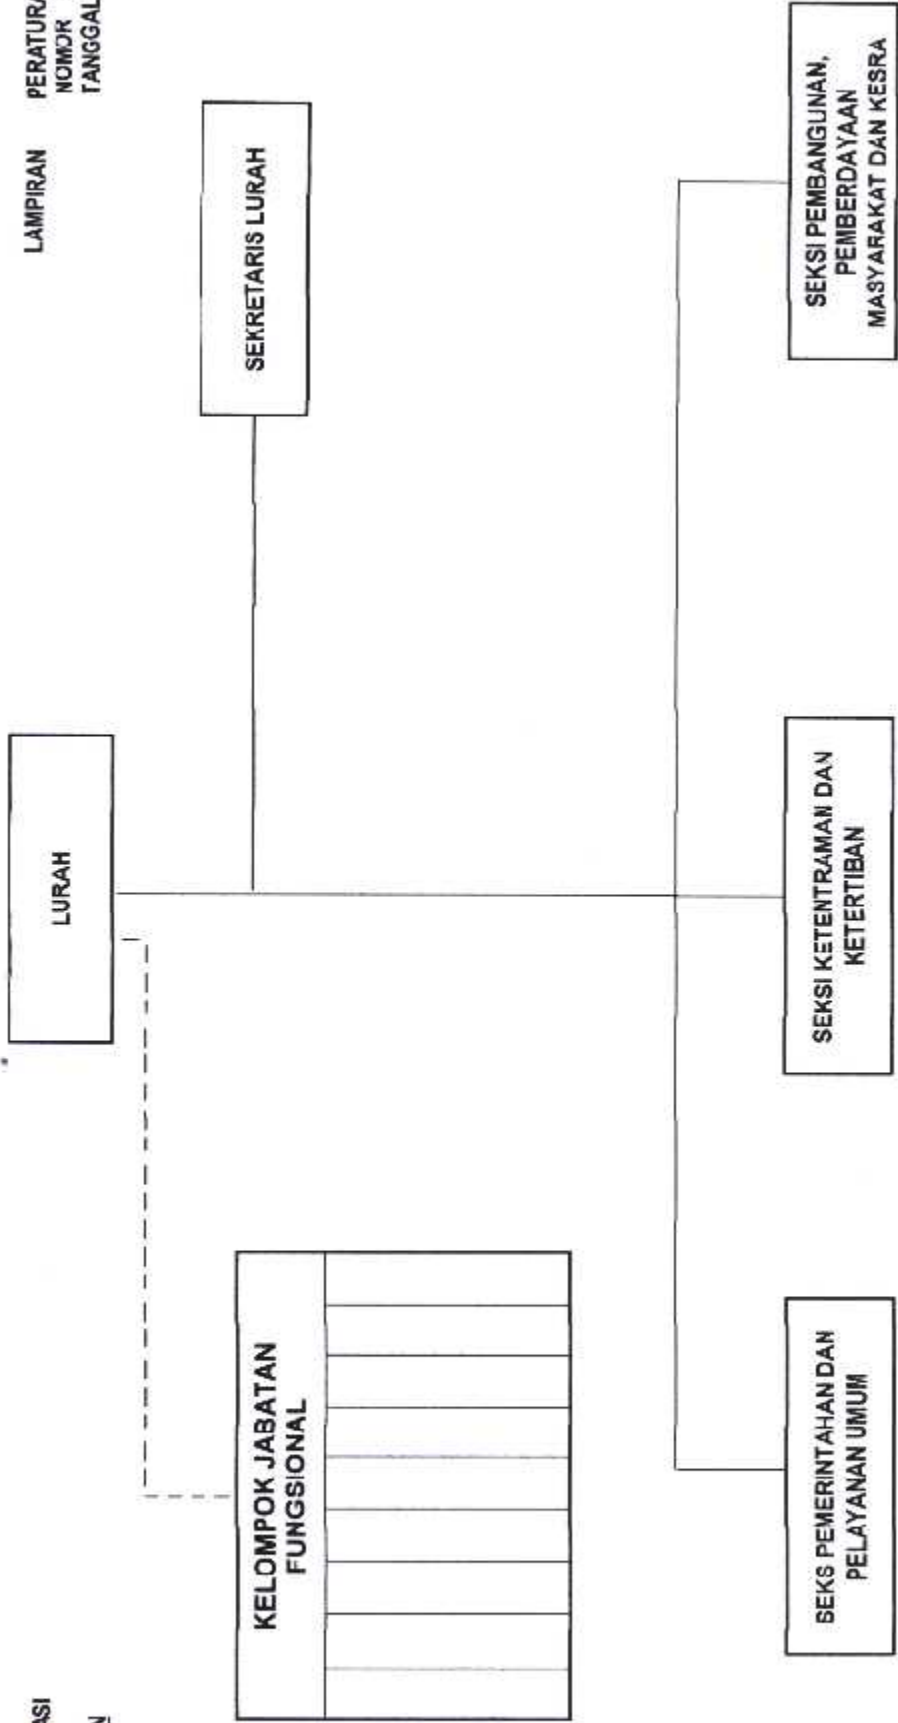 LAMPIRAN
NOMOR
TANGGAL
LURAH
SEKRETARIS LURAH
KELOMPOK JABATAN
FUNGSIONAL
SEKS PEMERINTAHAN DAN
PELAYANAN UMUM
SEKSI KETENTRAMAN DAN
KETERTIBAN
SEKSI PEMBANGUNAN,
PEMBERDAYAAN
MASYARAKAT DAN KESRA